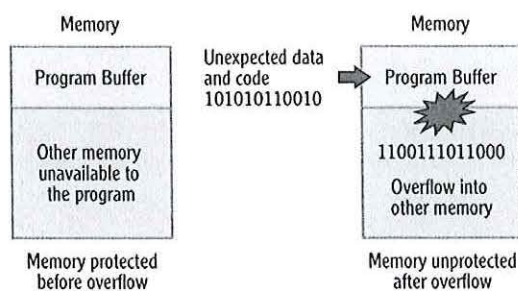 Memory
Program Buffer
Other memory
unavailable to
the program
Memory protected
before overflow
Unexpected data
and code
101010110010
Memory
Program Buffer
1100111011000
Overflow into
other memory
Memory unprotected
after overflow